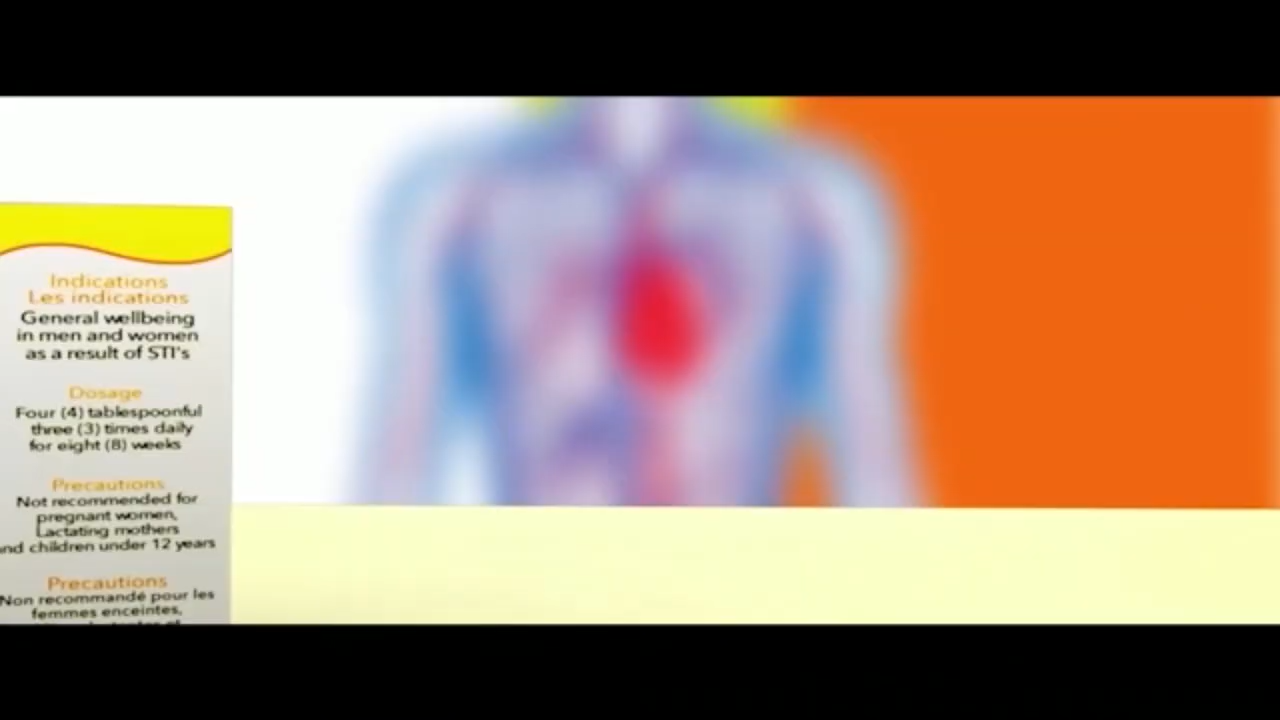 Indications
Les indications
General wellbeing
in men and women
as a result of STI's
Dosage
Four (4) tablespoonful
three (3) times daily
for eight (8) weeks
Precautions
Not recommended for
pregnant women,
Lactating mothers
nd children under 12 years
Precautions
Non recommandé pour les
femmes enceintes,